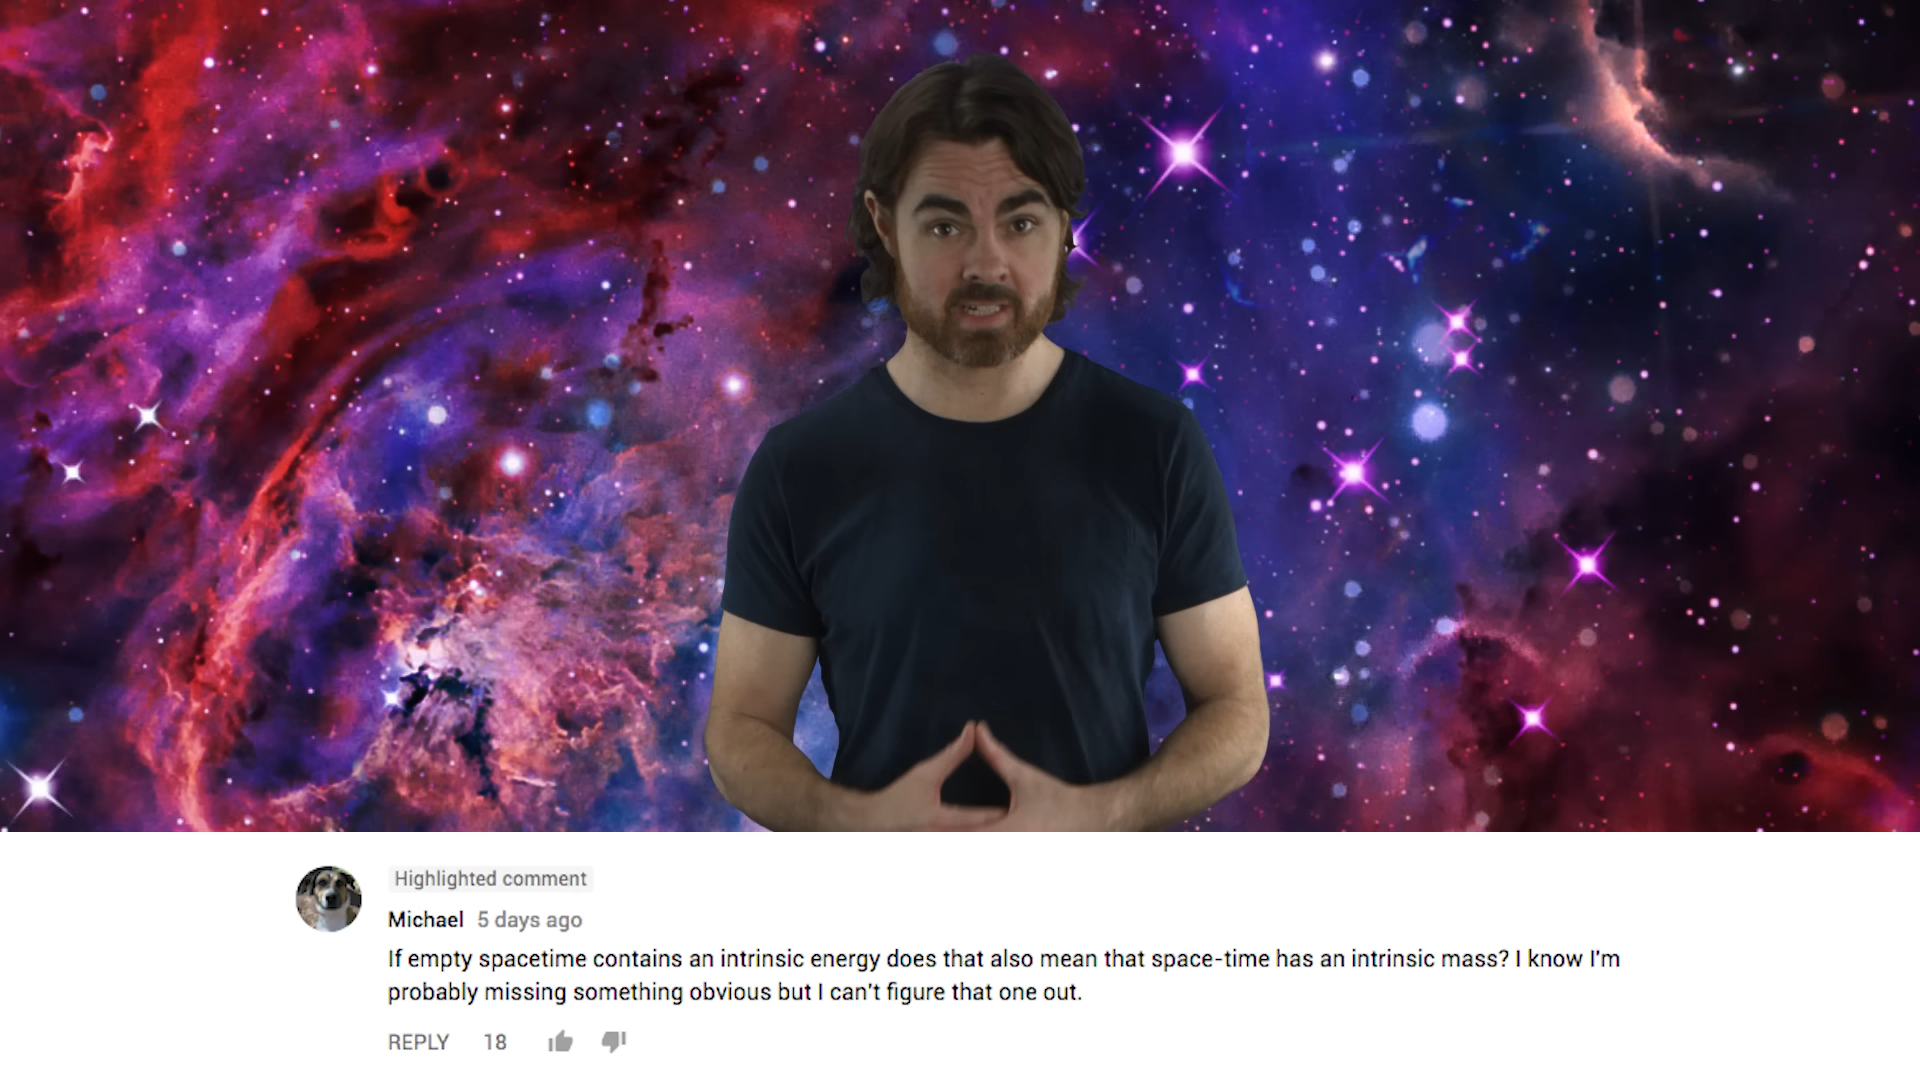 Highlighted comment
Michael 5 days ago
If empty spacetime contains an intrinsic energy does that also mean that space-time has an intrinsic mass? I know I'm
probably missing something obvious but I can't figure that one out.
REPLY 18